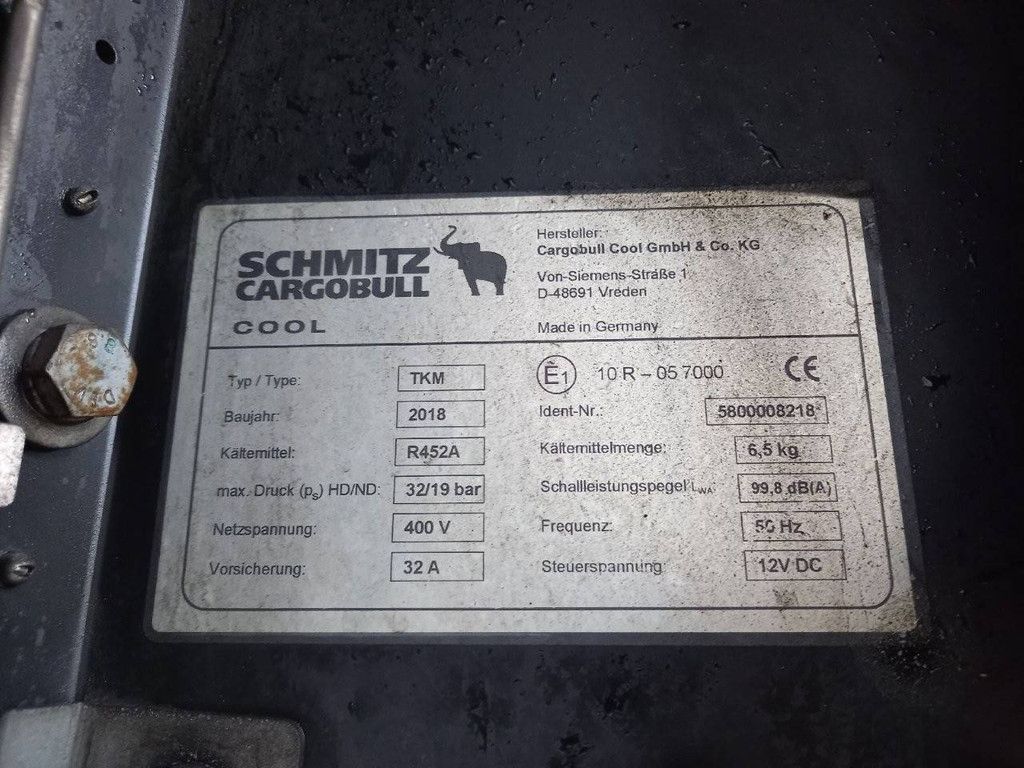 SCHMITZ
CARGOBULL
COOL
Hersteller:
Cargobull Cool GmbH & Co. KG
Von-Siemens-Straße 1
D-48691 Vreden
Made in Germany
Typ / Type: TKM
E1 10 R – 05 7000 CE
Baujahr: 2018
Ident-Nr.: 5800008218
Kältemittel: R452A
Kältemittelmenge: 6,5 kg
max. Druck (ps) HD/ND: 32/19 bar
Schallleistungspegel LWA: 99,8 dB(A)
Netzspannung: 400 V
Frequenz: 50 Hz
Vorsicherung: 32 A
Steuerspannung: 12V DC